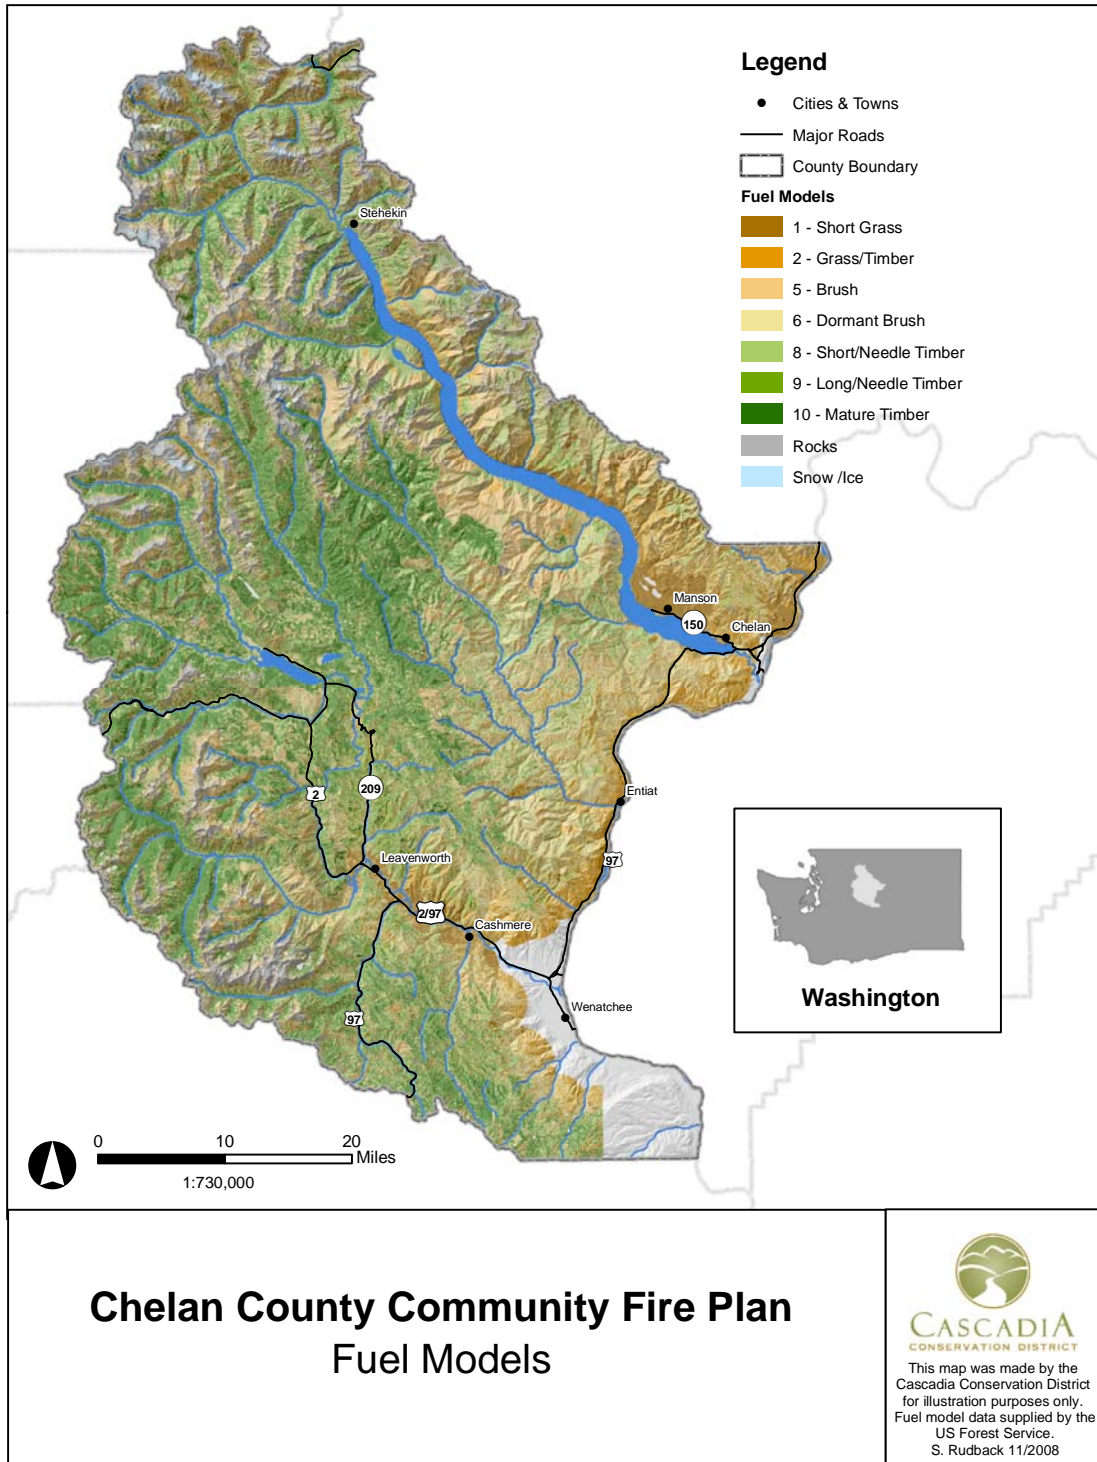 Legend
Cities & Towns
Major Roads
County Boundary
Fuel Models
1 - Short Grass
2 - Grass/Timber
5 - Brush
6 - Dormant Brush
8 - Short/Needle Timber
9 - Long/Needle Timber
10 - Mature Timber
Rocks
Snow /Ice
Stehekin
Manson
150
Chelan
2
209
Entiat
97
Leavenworth
2/97
Cashmere
Wenatchee
97
Washington
0 10 20
Miles
1:730,000
Chelan County Community Fire Plan
Fuel Models
CASCADIA
CONSERVATION DISTRICT
This map was made by the
Cascadia Conservation District
for illustration purposes only.
Fuel model data supplied by the
US Forest Service.
S. Rudback 11/2008